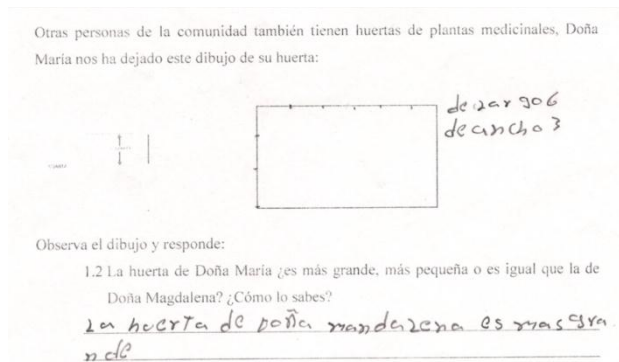 Otras personas de la comunidad también tienen huertas de plantas medicinales, Doña
María nos ha dejado este dibujo de su huerta:
de largo 6
de ancho 3
Observa el dibujo y responde:
1.2 La huerta de Doña María ¿es más grande, más pequeña o es igual que la de
Doña Magdalena? ¿Cómo lo sabes?
La huerta de Doña mandalena es mas gra
n de